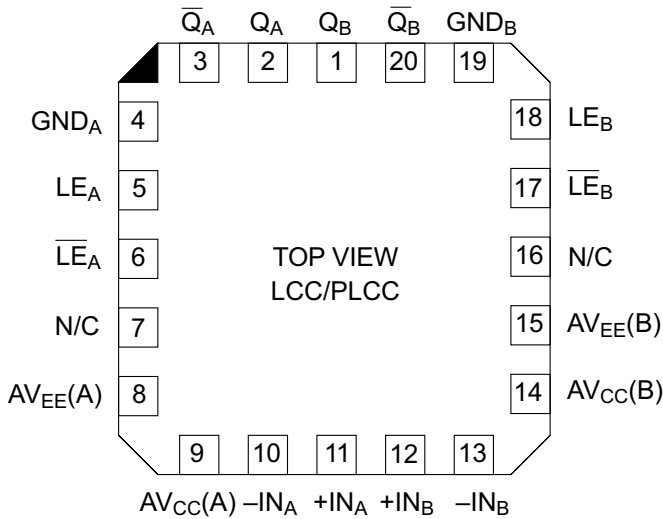 Q̅A QA QB Q̅B GNDB
3 2 1 20 19
GNDA 4 18 LEB
LEA 5 17 L̅E̅B
L̅E̅A 6 16 N/C
TOP VIEW
LCC/PLCC
N/C 7 15 AVEE(B)
AVEE(A) 8 14 AVCC(B)
9 10 11 12 13
AVCC(A) –INA +INA +INB –INB